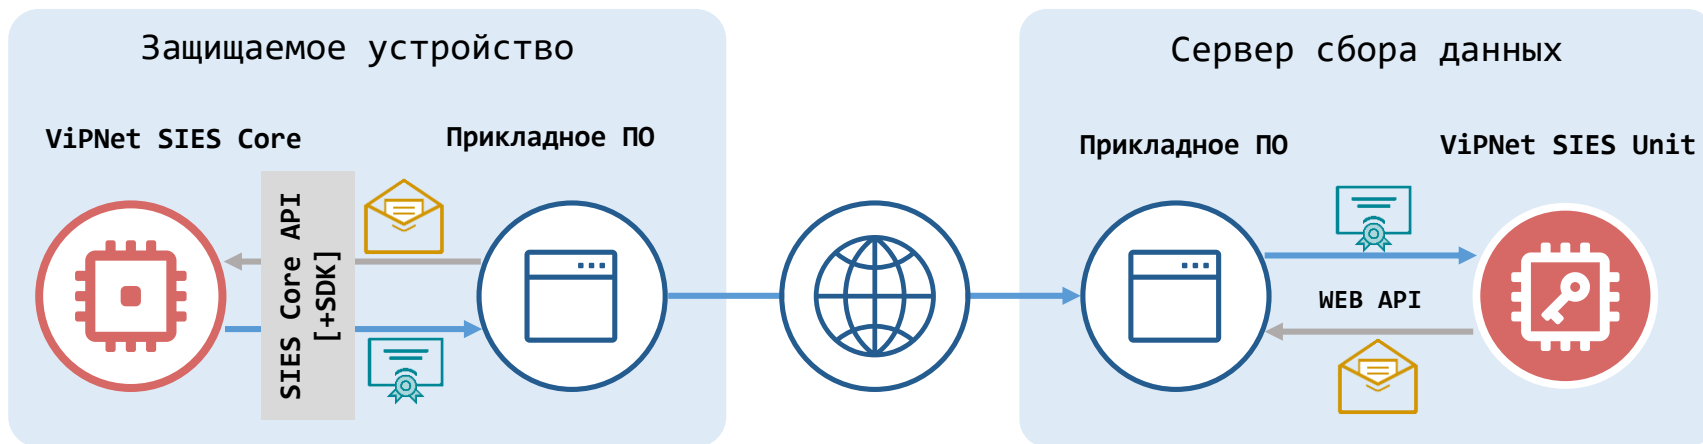 Защищаемое устройство
ViPNet SIES Core
Прикладное ПО
SIES Core API
[+SDK]
Сервер сбора данных
Прикладное ПО
ViPNet SIES Unit
WEB API